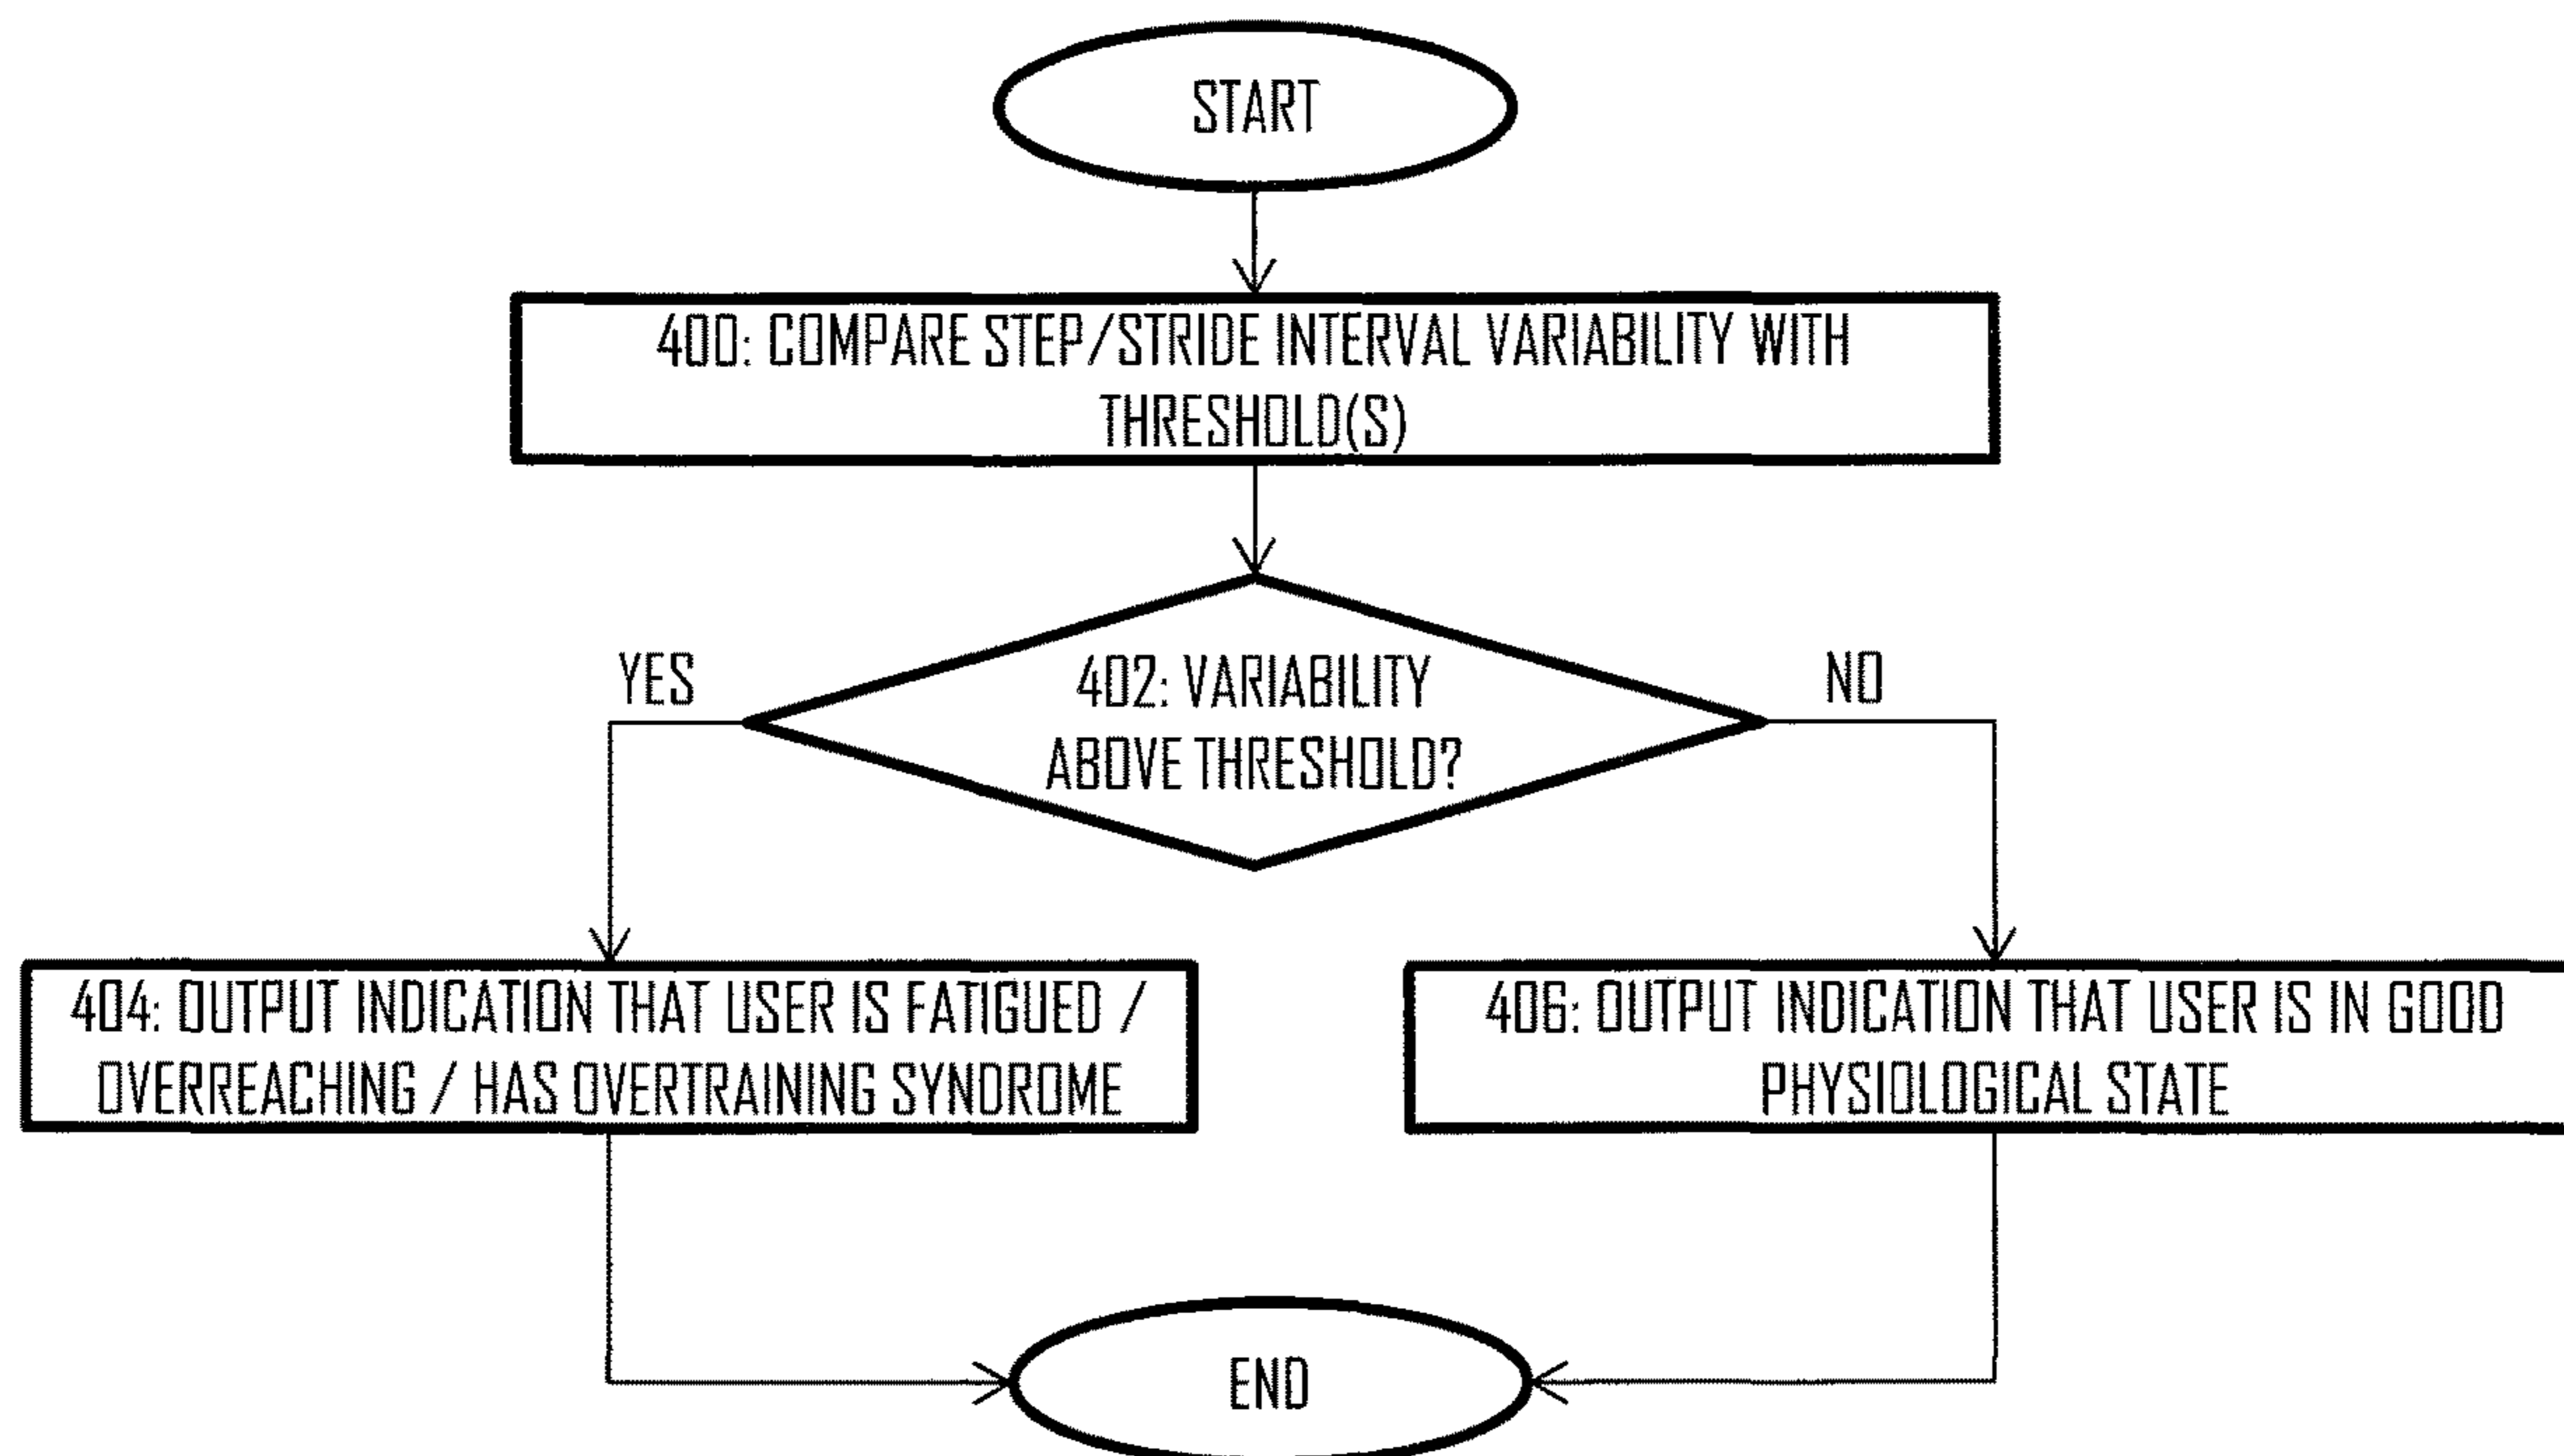 START
400: COMPARE STEP/STRIDE INTERVAL VARIABILITY WITH
THRESHOLD(S)
402: VARIABILITY
ABOVE THRESHOLD?
YES
NO
404: OUTPUT INDICATION THAT USER IS FATIGUED /
OVERREACHING / HAS OVERTRAINING SYNDROME
406: OUTPUT INDICATION THAT USER IS IN GOOD
PHYSIOLOGICAL STATE
END